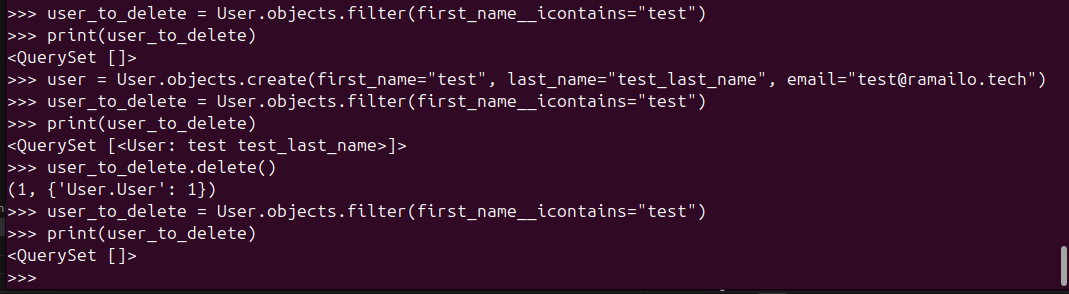 >>> user_to_delete = User.objects.filter(first_name__icontains="test")
>>> print(user_to_delete)
<QuerySet []>
>>> user = User.objects.create(first_name="test", last_name="test_last_name", email="test@ramailo.tech")
>>> user_to_delete = User.objects.filter(first_name__icontains="test")
>>> print(user_to_delete)
<QuerySet [<User: test test_last_name>]>
>>> user_to_delete.delete()
(1, {'User.User': 1})
>>> user_to_delete = User.objects.filter(first_name__icontains="test")
>>> print(user_to_delete)
<QuerySet []>
>>>